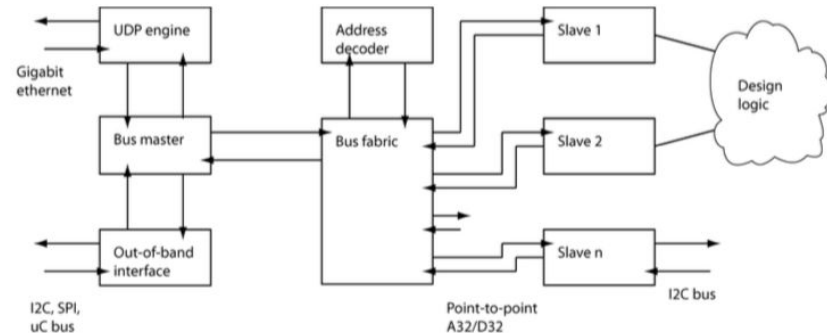 UDP engine
Address
decoder
Slave 1
Gigabit
ethernet
Design
logic
Bus master
Bus fabric
Slave 2
Out-of-band
interface
Slave n
I2C, SPI,
uC bus
Point-to-point
A32/D32
I2C bus